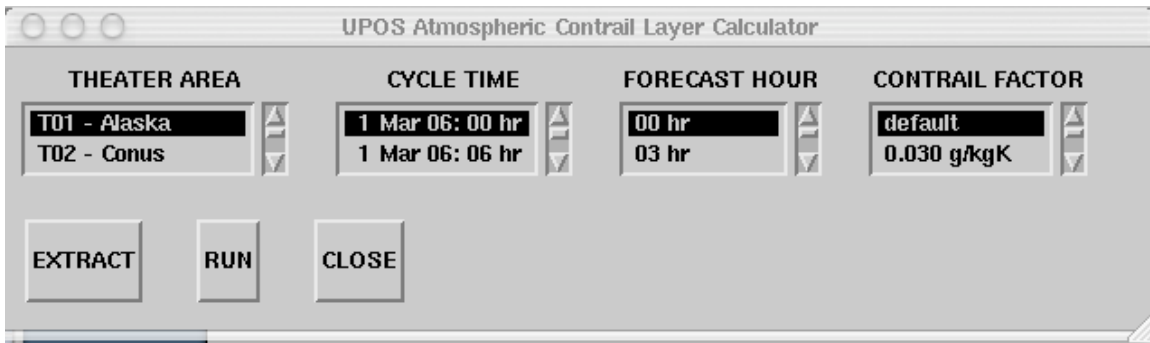 UPOS Atmospheric Contrail Layer Calculator
THEATER AREA
T01 - Alaska
T02 - Conus
CYCLE TIME
1 Mar 06: 00 hr
1 Mar 06: 06 hr
FORECAST HOUR
00 hr
03 hr
CONTRAIL FACTOR
default
0.030 g/kgK
EXTRACT
RUN
CLOSE